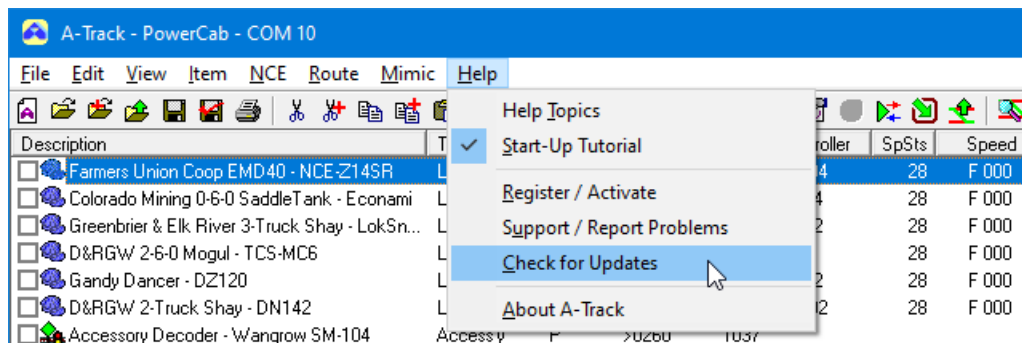 A-Track - PowerCab - COM 10
File Edit View Item NCE Route Mimic Help
Help Topics
Start-Up Tutorial
Register / Activate
Support / Report Problems
Check for Updates
About A-Track
Description SpSts Speed
Farmers Union Coop EMD40 - NCE-Z14SR 28 F 000
Colorado Mining 0-6-0 SaddleTank - Econami 28 F 000
Greenbrier & Elk River 3-Truck Shay - LokSn... 28 F 000
D&RGW 2-6-0 Mogul - TCS-MC6 28 F 000
Gandy Dancer - DZ120 28 F 000
D&RGW 2-Truck Shay - DN142 28 F 000
Accessory Decoder - Wangrow SM-104 Accessory P >0260 1037